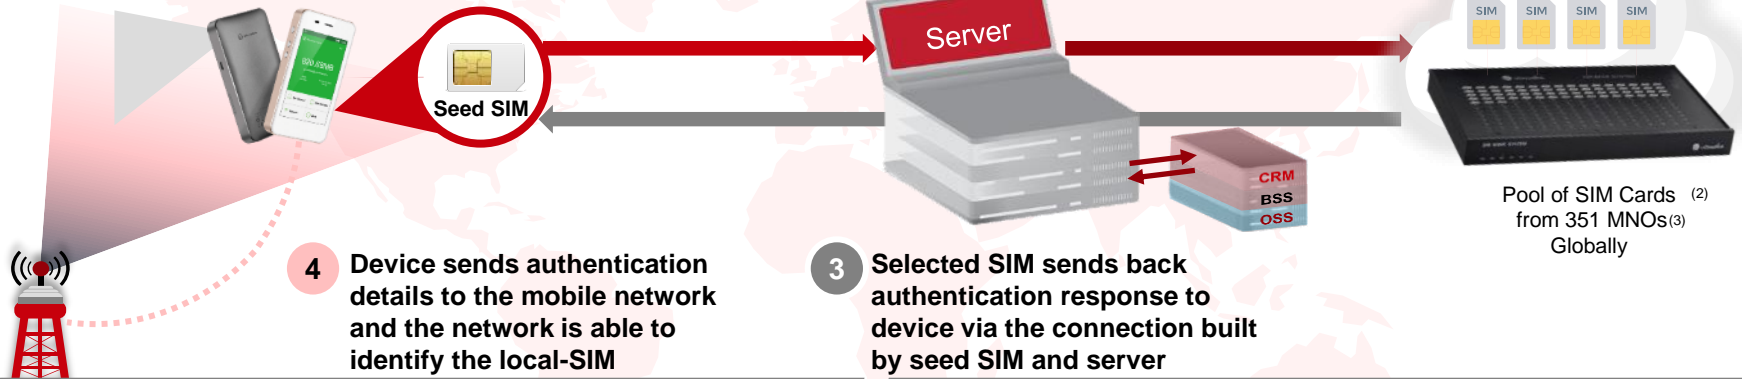 SIM SIM SIM SIM
Server
Seed SIM
CRM
BSS
OSS
Pool of SIM Cards (2)
from 351 MNOs(3)
Globally
4 Device sends authentication
details to the mobile network
and the network is able to
identify the local-SIM
3 Selected SIM sends back
authentication response to
device via the connection built
by seed SIM and server